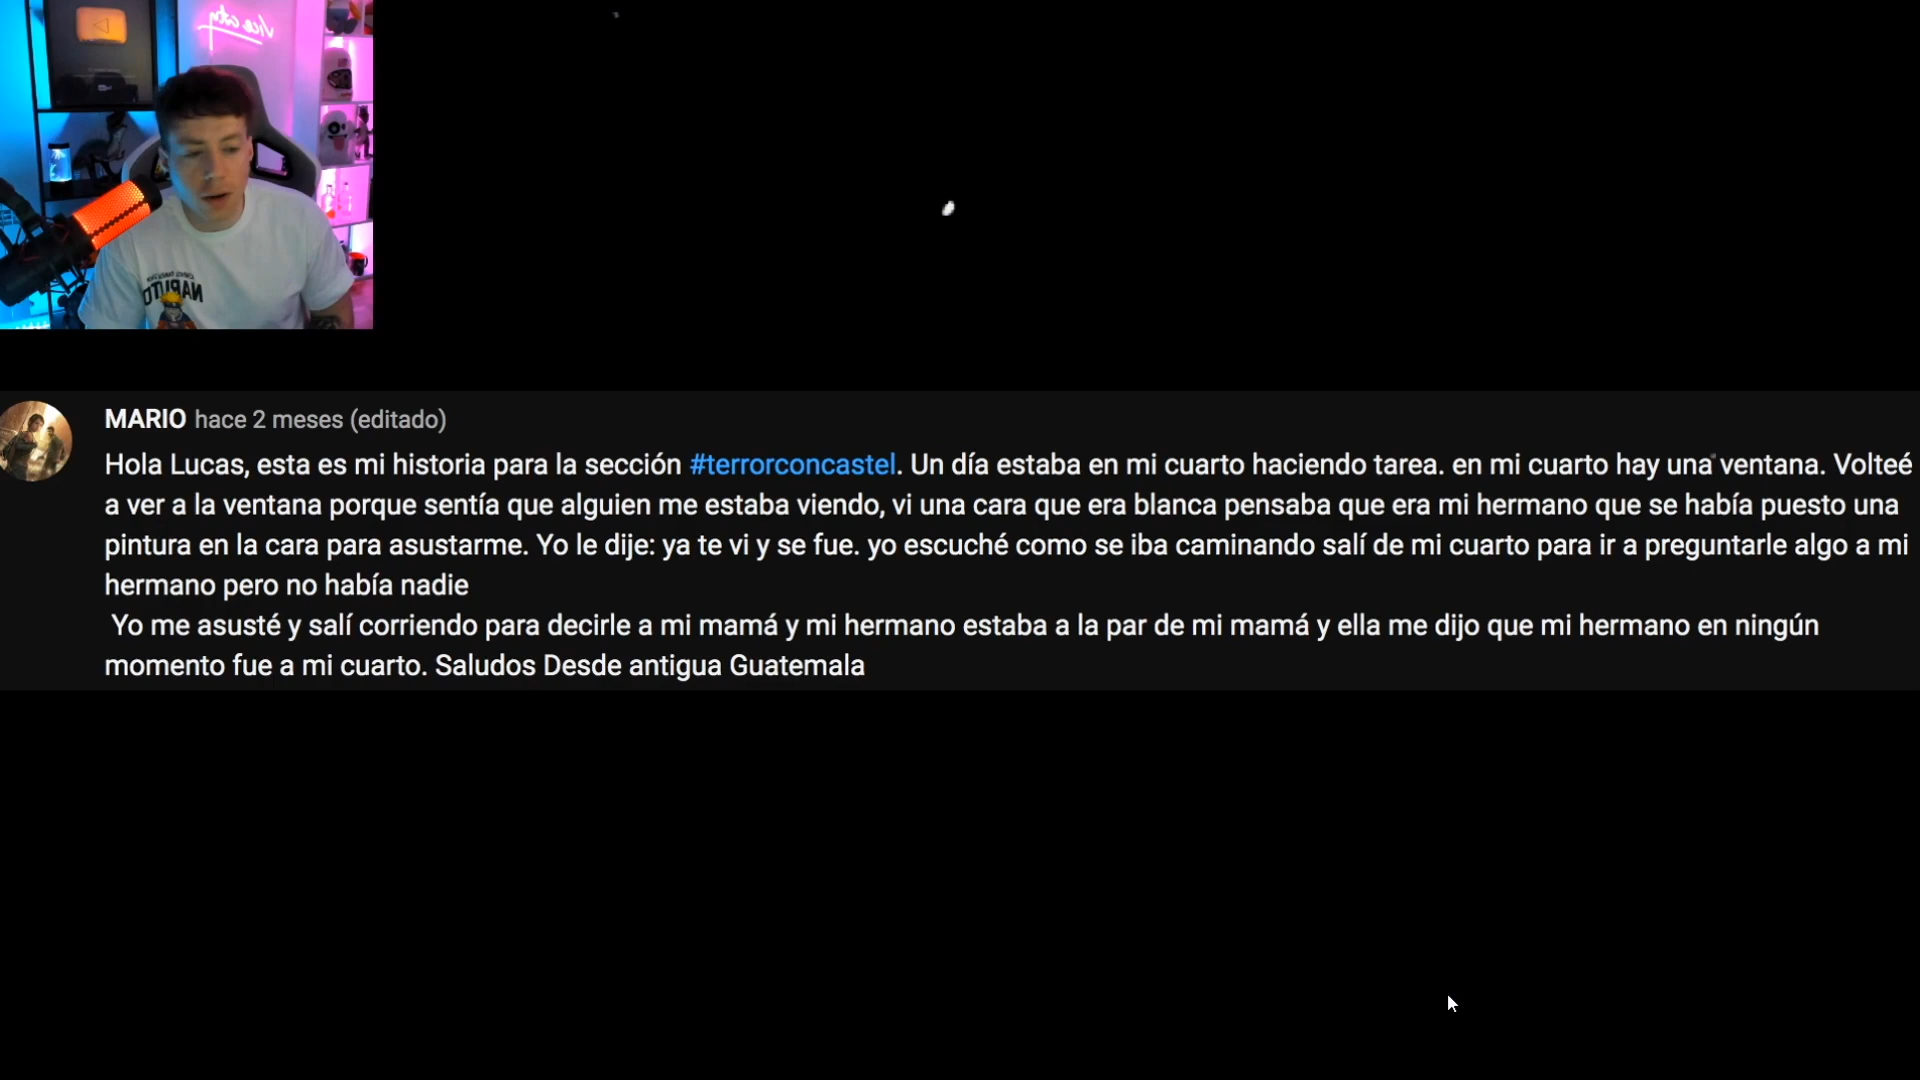 Vice city
NARUTO
MARIO hace 2 meses (editado)
Hola Lucas, esta es mi historia para la sección #terrorconcastel. Un día estaba en mi cuarto haciendo tarea. en mi cuarto hay una ventana. Volteé
a ver a la ventana porque sentía que alguien me estaba viendo, vi una cara que era blanca pensaba que era mi hermano que se había puesto una
pintura en la cara para asustarme. Yo le dije: ya te vi y se fue. yo escuché como se iba caminando salí de mi cuarto para ir a preguntarle algo a mi
hermano pero no había nadie
Yo me asusté y salí corriendo para decirle a mi mamá y mi hermano estaba a la par de mi mamá y ella me dijo que mi hermano en ningún
momento fue a mi cuarto. Saludos Desde antigua Guatemala